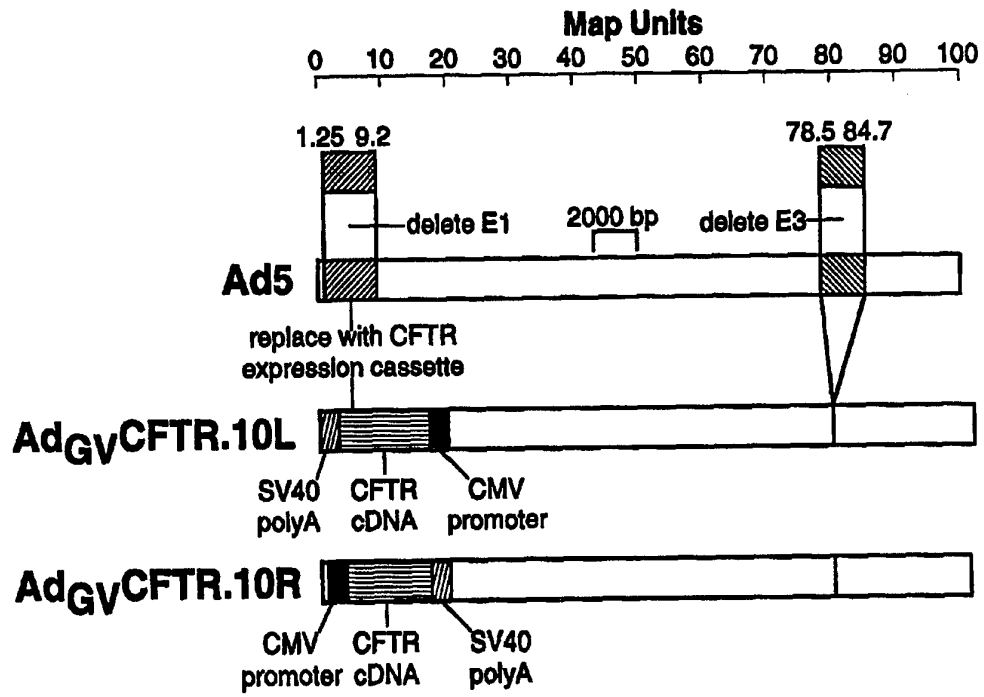 Map Units
0 10 20 30 40 50 60 70 80 90 100
1.25 9.2
78.5 84.7
delete E1
2000 bp
delete E3
Ad5
replace with CFTR
expression cassette
AdGVCFTR.10L
SV40
polyA
CFTR
cDNA
CMV
promoter
AdGVCFTR.10R
CMV
promoter
CFTR
cDNA
SV40
polyA